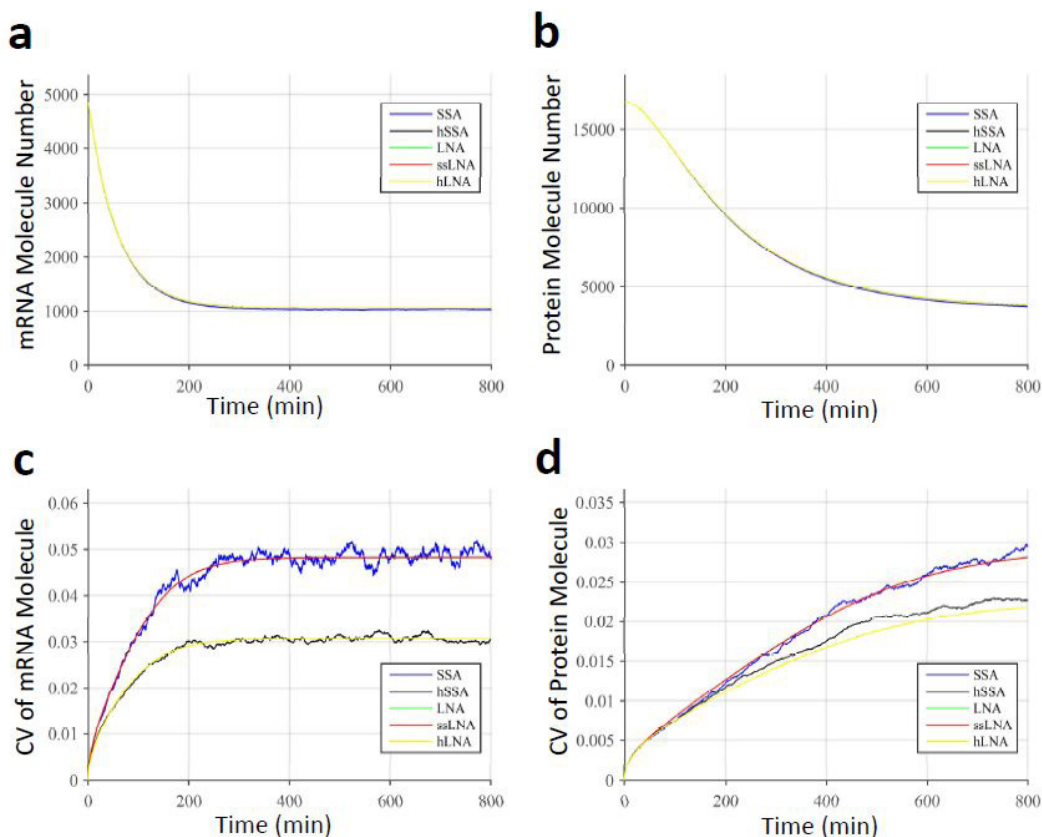 a
mRNA Molecule Number
5000
4000
3000
2000
1000
0
0 200 400 600 800
Time (min)
SSA
hSSA
LNA
ssLNA
hLNA
b
Protein Molecule Number
15000
10000
5000
0
0 200 400 600 800
Time (min)
SSA
hSSA
LNA
ssLNA
hLNA
c
CV of mRNA Molecule
0.06
0.05
0.04
0.03
0.02
0.01
0
0 200 400 600 800
Time (min)
SSA
hSSA
LNA
ssLNA
hLNA
d
CV of Protein Molecule
0.035
0.03
0.025
0.02
0.015
0.01
0.005
0
0 200 400 600 800
Time (min)
SSA
hSSA
LNA
ssLNA
hLNA